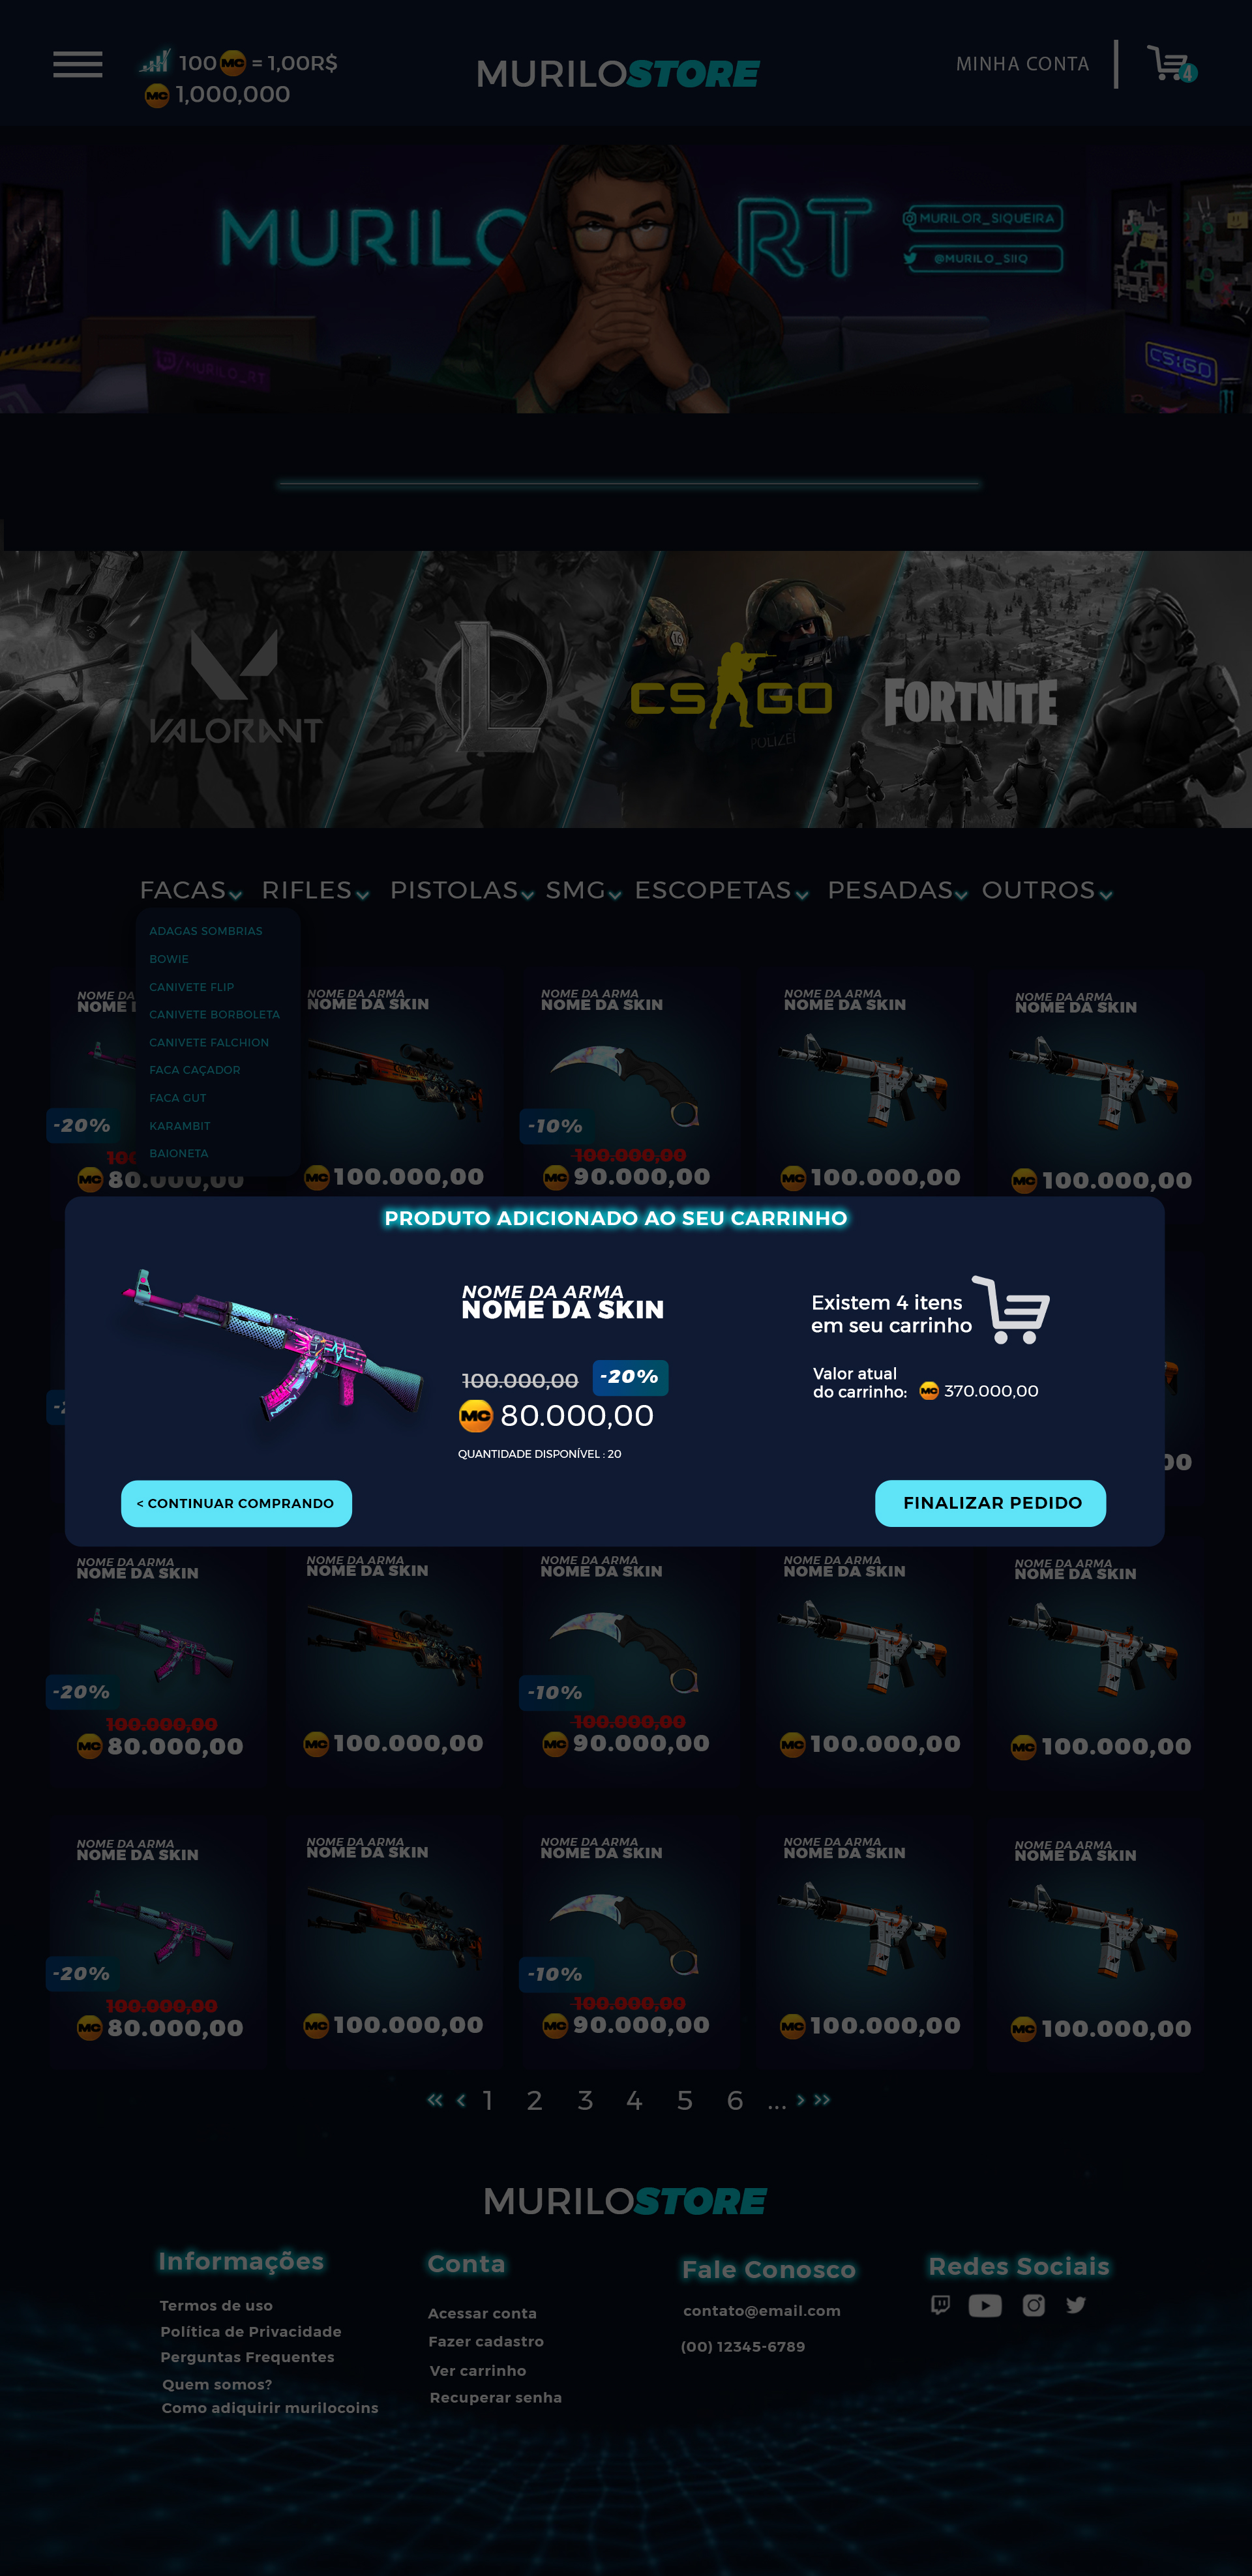 100 MC = 1,00R$
MC 1,000,000
MURILOSTORE
MINHA CONTA
4
MURILO RT
MURILOR_SIQUEIRA
@MURILO_SIIQ
/MURILO_RT
CS:GO
VALORANT
L
16
CS GO
POLIZEI
FORTNITE
FACAS RIFLES PISTOLAS SMG ESCOPETAS PESADAS OUTROS
ADAGAS SOMBRIAS
BOWIE
CANIVETE FLIP
CANIVETE BORBOLETA
CANIVETE FALCHION
FACA CAÇADOR
FACA GUT
KARAMBIT
BAIONETA
NOME DA NOME DA ARMA NOME DA ARMA NOME DA ARMA NOME DA ARMA
NOME NOME DA SKIN NOME DA SKIN NOME DA SKIN NOME DA SKIN
-20% -10%
100 100.000,00
MC 80.000,00 MC 100.000,00 MC 90.000,00 MC 100.000,00 MC 100.000,00
PRODUTO ADICIONADO AO SEU CARRINHO
NOME DA ARMA
NOME DA SKIN
NEON
100.000,00 -20%
MC 80.000,00
QUANTIDADE DISPONÍVEL : 20
Existem 4 itens
em seu carrinho
Valor atual
do carrinho: MC 370.000,00
-2
00
< CONTINUAR COMPRANDO
FINALIZAR PEDIDO
NOME DA ARMA NOME DA ARMA NOME DA ARMA NOME DA ARMA NOME DA ARMA
NOME DA SKIN NOME DA SKIN NOME DA SKIN NOME DA SKIN NOME DA SKIN
-20% -10%
100.000,00 100.000,00
MC 80.000,00 MC 100.000,00 MC 90.000,00 MC 100.000,00 MC 100.000,00
NOME DA ARMA NOME DA ARMA NOME DA ARMA NOME DA ARMA NOME DA ARMA
NOME DA SKIN NOME DA SKIN NOME DA SKIN NOME DA SKIN NOME DA SKIN
-20% -10%
100.000,00 100.000,00
MC 80.000,00 MC 100.000,00 MC 90.000,00 MC 100.000,00 MC 100.000,00
« < 1 2 3 4 5 6 ... > >>
MURILOSTORE
Informações
Termos de uso
Política de Privacidade
Perguntas Frequentes
Quem somos?
Como adiquirir murilocoins
Conta
Acessar conta
Fazer cadastro
Ver carrinho
Recuperar senha
Fale Conosco
contato@email.com
(00) 12345-6789
Redes Sociais